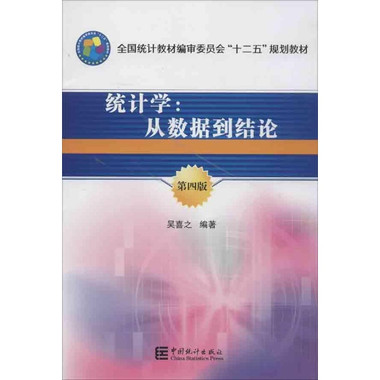 全国统计教材编审委员会“十二五”规划教材
统计学：
从数据到结论
第四版
吴喜之 编著
中国统计出版社
China Statistics Press